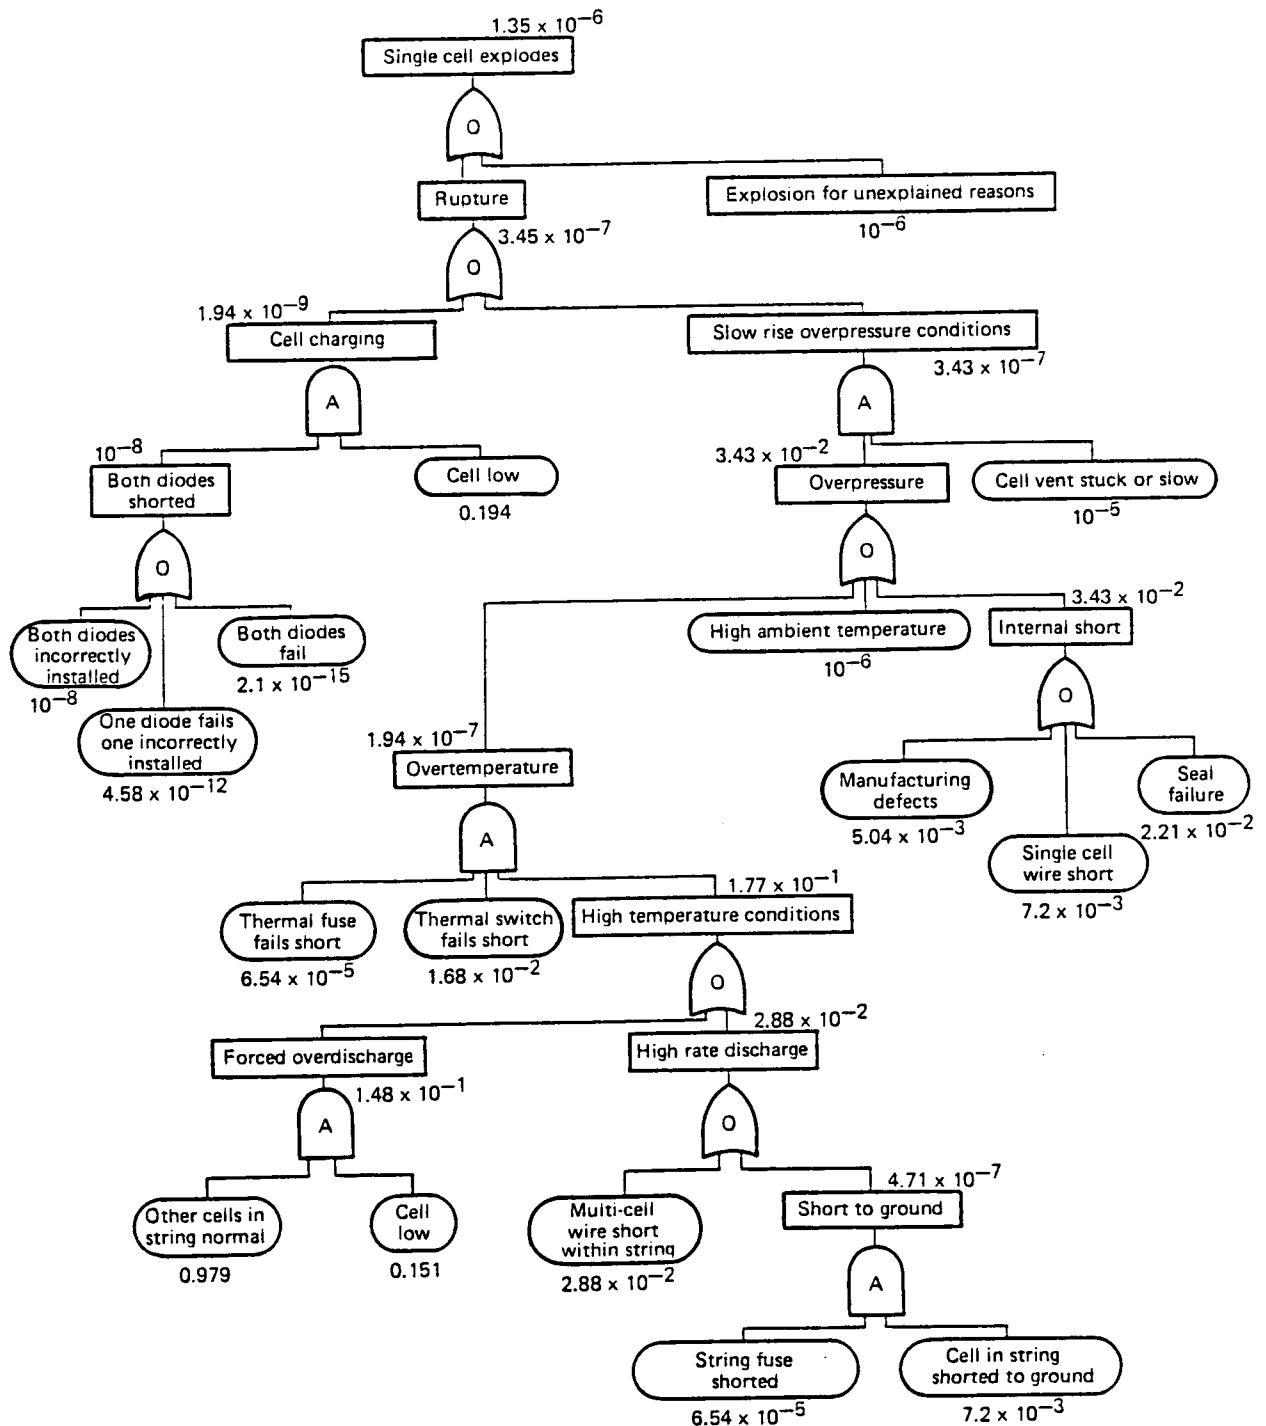 1.35 x 10−6
Single cell explodes
O
Rupture
Explosion for unexplained reasons
10−6
3.45 x 10−7
O
1.94 x 10−9
Cell charging
Slow rise overpressure conditions
3.43 x 10−7
A
A
10−8
Both diodes
shorted
Cell low
0.194
3.43 x 10−2
Overpressure
Cell vent stuck or slow
10−5
O
O
Both diodes
incorrectly
installed
10−8
Both diodes
fail
2.1 x 10−15
One diode fails
one incorrectly
installed
4.58 x 10−12
High ambient temperature
10−6
3.43 x 10−2
Internal short
O
1.94 x 10−7
Overtemperature
Manufacturing
defects
5.04 x 10−3
Seal
failure
2.21 x 10−2
Single cell
wire short
7.2 x 10−3
A
Thermal fuse
fails short
6.54 x 10−5
Thermal switch
fails short
1.68 x 10−2
1.77 x 10−1
High temperature conditions
O
Forced overdischarge
1.48 x 10−1
2.88 x 10−2
High rate discharge
A
O
Other cells in
string normal
0.979
Cell
low
0.151
Multi-cell
wire short
within string
2.88 x 10−2
4.71 x 10−7
Short to ground
A
String fuse
shorted
6.54 x 10−5
Cell in string
shorted to ground
7.2 x 10−3